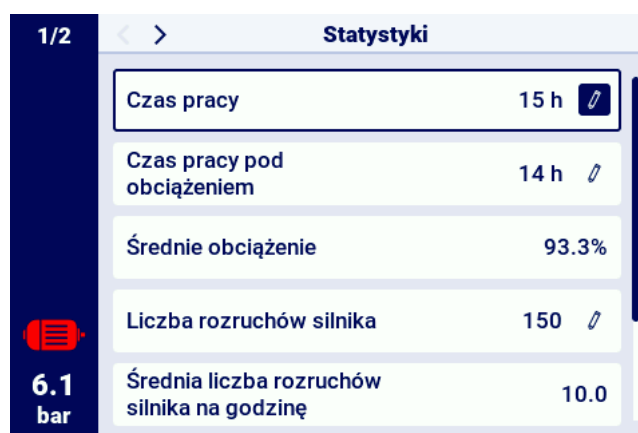 1/2
Statystyki
Czas pracy
15 h
Czas pracy pod
obciążeniem
14 h
Średnie obciążenie
93.3%
Liczba rozruchów silnika
150
Średnia liczba rozruchów
silnika na godzinę
10.0
6.1
bar